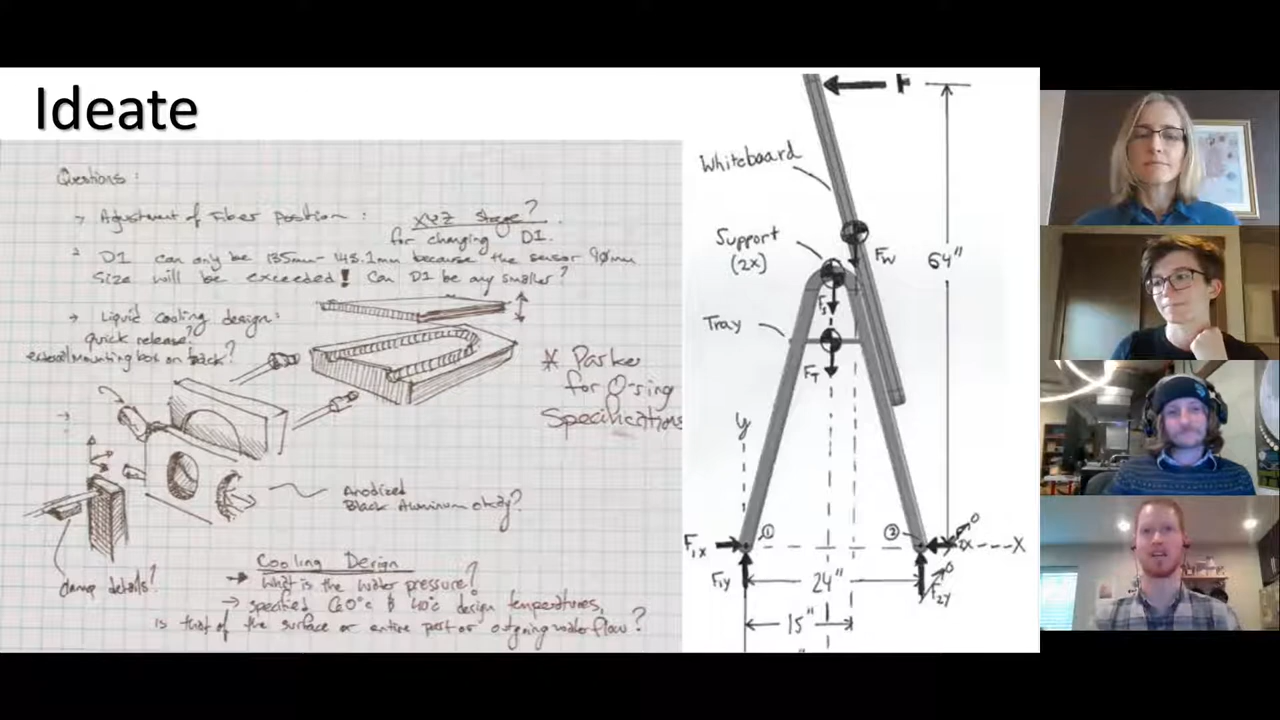 Ideate
Questions:
→ Adjustment of Fiber Position : XYZ Stage?
for changing D1.
D1 can only be 135mm- 143.1mm because the sensor 90mm
size will be exceeded! Can D1 be any smaller?
→ Liquid cooling design:
quick release?
external mounting box on back?
* Parker
for O-ring
Specifications
Anodized
Black Aluminum okay?
clamp details?
Cooling Design
→ What is the water pressure?
→ specified 20°c & 40°c design temperatures,
is that of the surface or entire part or outgoing water flow?
F
Whiteboard
Support
(2x)
Fw
64"
Fs
Tray
FT
y
①
②
F1x
2x
X
F1y
24"
F2y
15"